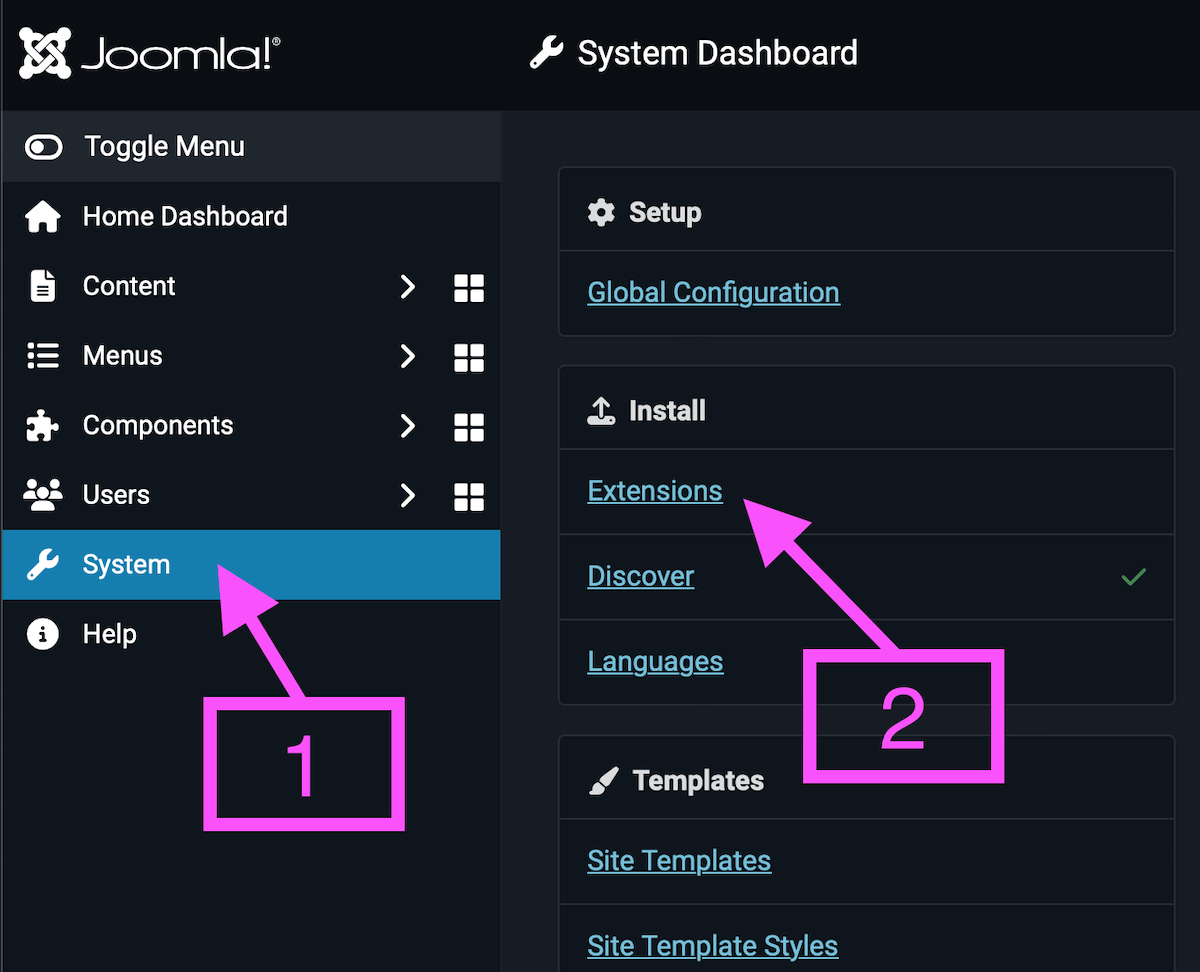 Joomla!®
System Dashboard
Toggle Menu
Home Dashboard
Content
Menus
Components
Users
System
Help
1
Setup
Global Configuration
Install
Extensions
Discover
Languages
2
Templates
Site Templates
Site Template Styles